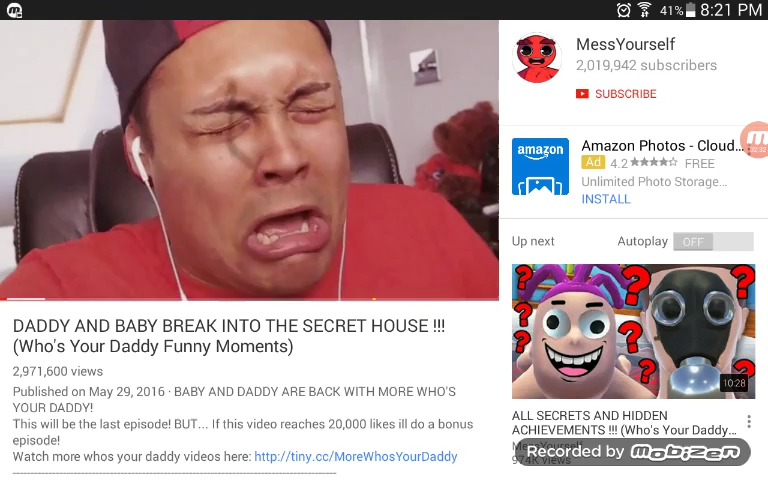 41% 8:21 PM
MessYourself
2,019,942 subscribers
SUBSCRIBE
amazon
Amazon Photos - Cloud...
Ad 4.2 FREE
Unlimited Photo Storage...
INSTALL
02:32
Up next Autoplay OFF
? ? ? ? ? ? ?
10:28
DADDY AND BABY BREAK INTO THE SECRET HOUSE !!!
(Who's Your Daddy Funny Moments)
2,971,600 views
Published on May 29, 2016 · BABY AND DADDY ARE BACK WITH MORE WHO'S
YOUR DADDY!
This will be the last episode! BUT... If this video reaches 20,000 likes ill do a bonus
episode!
Watch more whos your daddy videos here: http://tiny.cc/MoreWhosYourDaddy
ALL SECRETS AND HIDDEN
ACHIEVEMENTS !!! (Who's Your Daddy...
MessYourself
974K views
Recorded by mobizen